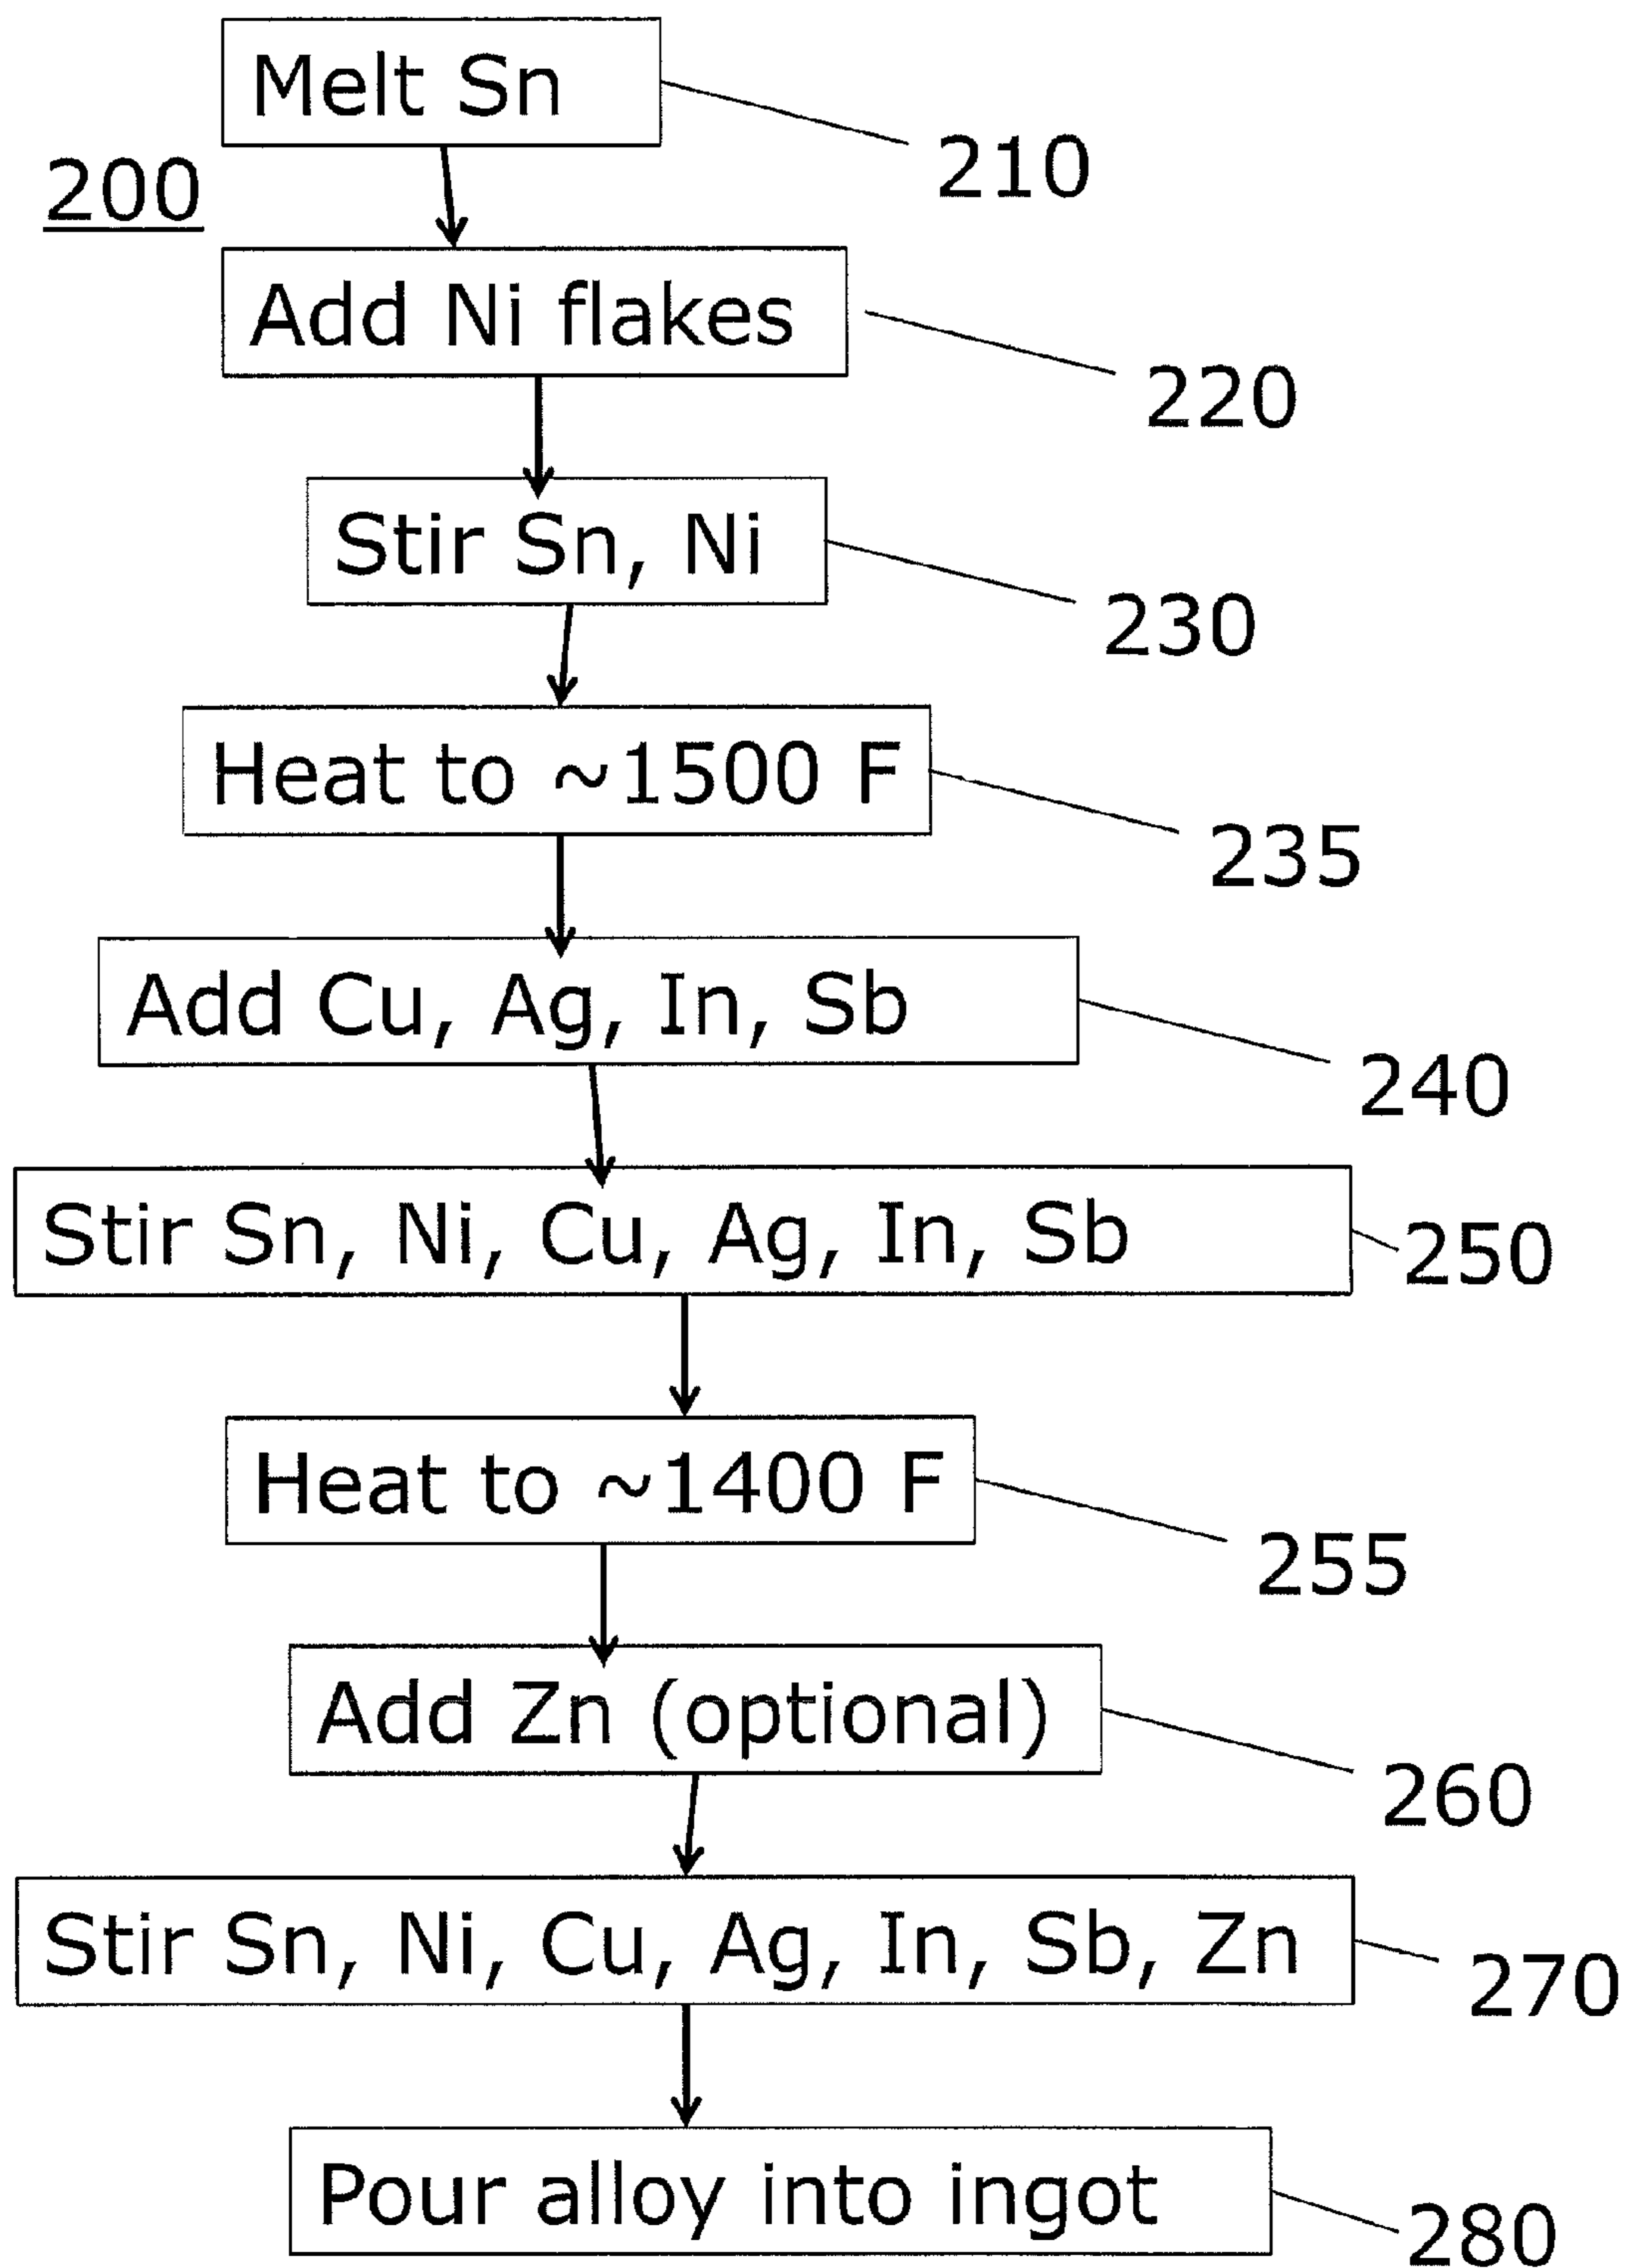 Melt Sn
210
200
Add Ni flakes
220
Stir Sn, Ni
230
Heat to ~1500 F
235
Add Cu, Ag, In, Sb
240
Stir Sn, Ni, Cu, Ag, In, Sb
250
Heat to ~1400 F
255
Add Zn (optional)
260
Stir Sn, Ni, Cu, Ag, In, Sb, Zn
270
Pour alloy into ingot
280